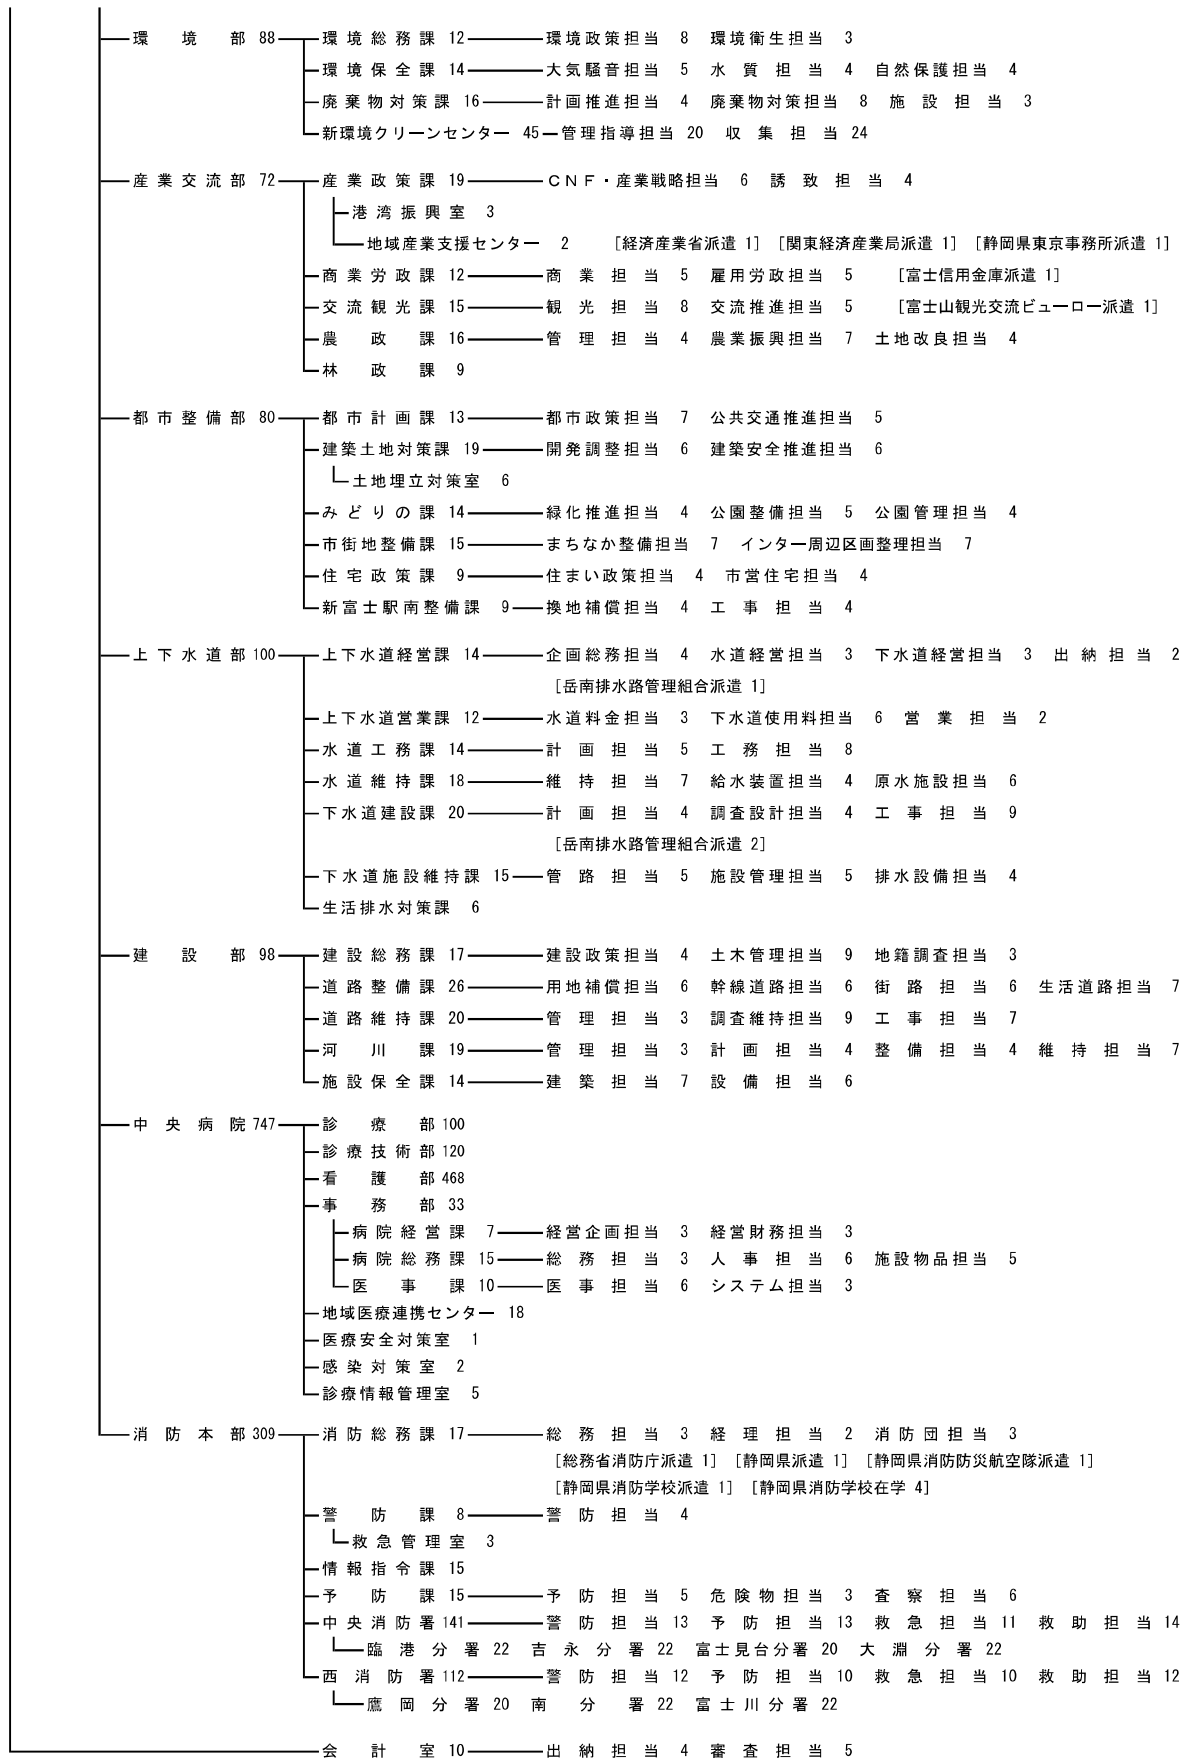 環境部 88 環境総務課 12 環境政策担当 8 環境衛生担当 3
環境保全課 14 大気騒音担当 5 水質担当 4 自然保護担当 4
廃棄物対策課 16 計画推進担当 4 廃棄物対策担当 8 施設担当 3
新環境クリーンセンター 45 管理指導担当 20 収集担当 24
産業交流部 72 産業政策課 19 CNF・産業戦略担当 6 誘致担当 4
港湾振興室 3
地域産業支援センター 2 [経済産業省派遣 1] [関東経済産業局派遣 1] [静岡県東京事務所派遣 1]
商業労政課 12 商業担当 5 雇用労政担当 5 [富士信用金庫派遣 1]
交流観光課 15 観光担当 8 交流推進担当 5 [富士山観光交流ビューロー派遣 1]
農政課 16 管理担当 4 農業振興担当 7 土地改良担当 4
林政課 9
都市整備部 80 都市計画課 13 都市政策担当 7 公共交通推進担当 5
建築土地対策課 19 開発調整担当 6 建築安全推進担当 6
土地埋立対策室 6
みどりの課 14 緑化推進担当 4 公園整備担当 5 公園管理担当 4
市街地整備課 15 まちなか整備担当 7 インター周辺区画整理担当 7
住宅政策課 9 住まい政策担当 4 市営住宅担当 4
新富士駅南整備課 9 換地補償担当 4 工事担当 4
上下水道部 100 上下水道経営課 14 企画総務担当 4 水道経営担当 3 下水道経営担当 3 出納担当 2
[岳南排水路管理組合派遣 1]
上下水道営業課 12 水道料金担当 3 下水道使用料担当 6 営業担当 2
水道工務課 14 計画担当 5 工務担当 8
水道維持課 18 維持担当 7 給水装置担当 4 原水施設担当 6
下水道建設課 20 計画担当 4 調査設計担当 4 工事担当 9
[岳南排水路管理組合派遣 2]
下水道施設維持課 15 管路担当 5 施設管理担当 5 排水設備担当 4
生活排水対策課 6
建設部 98 建設総務課 17 建設政策担当 4 土木管理担当 9 地籍調査担当 3
道路整備課 26 用地補償担当 6 幹線道路担当 6 街路担当 6 生活道路担当 7
道路維持課 20 管理担当 3 調査維持担当 9 工事担当 7
河川課 19 管理担当 3 計画担当 4 整備担当 4 維持担当 7
施設保全課 14 建築担当 7 設備担当 6
中央病院 747 診療部 100
診療技術部 120
看護部 468
事務部 33
病院経営課 7 経営企画担当 3 経営財務担当 3
病院総務課 15 総務担当 3 人事担当 6 施設物品担当 5
医事課 10 医事担当 6 システム担当 3
地域医療連携センター 18
医療安全対策室 1
感染対策室 2
診療情報管理室 5
消防本部 309 消防総務課 17 総務担当 3 経理担当 2 消防団担当 3
[総務省消防庁派遣 1] [静岡県派遣 1] [静岡県消防防災航空隊派遣 1]
[静岡県消防学校派遣 1] [静岡県消防学校在学 4]
警防課 8 警防担当 4
救急管理室 3
情報指令課 15
予防課 15 予防担当 5 危険物担当 3 査察担当 6
中央消防署 141 警防担当 13 予防担当 13 救急担当 11 救助担当 14
臨港分署 22 吉永分署 22 富士見台分署 20 大淵分署 22
西消防署 112 警防担当 12 予防担当 10 救急担当 10 救助担当 12
鷹岡分署 20 南分署 22 富士川分署 22
会計室 10 出納担当 4 審査担当 5